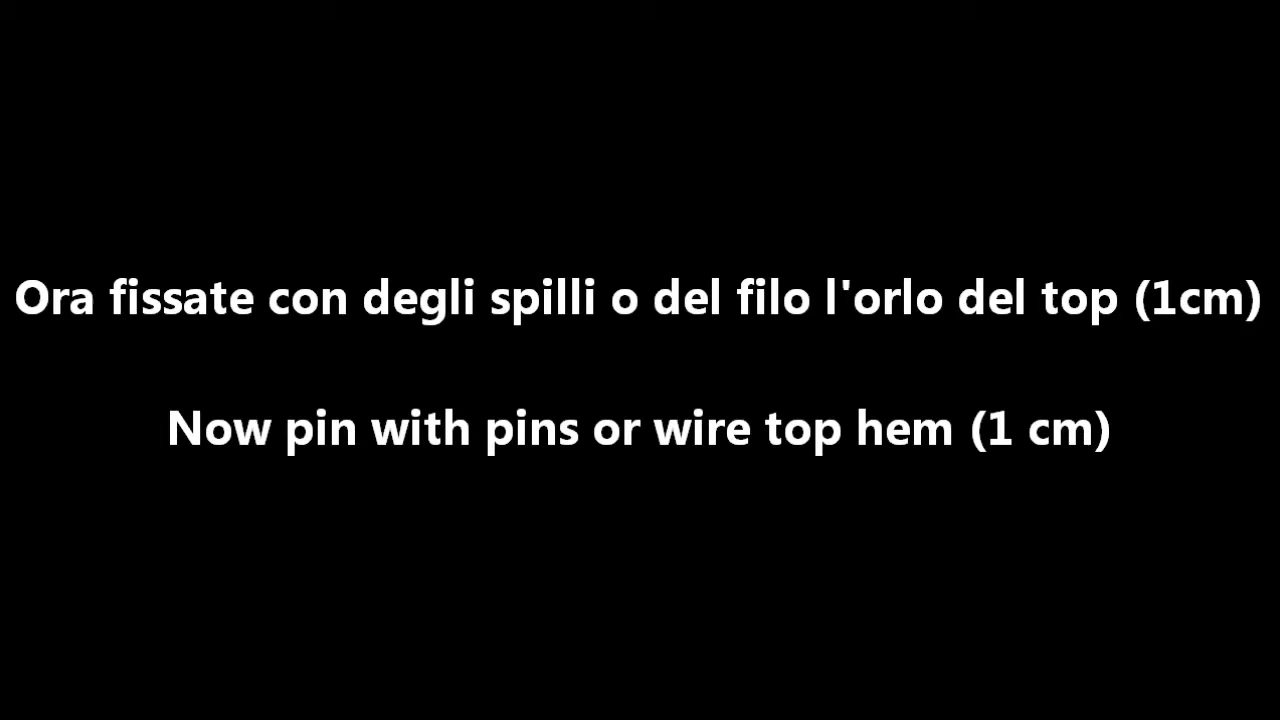 Ora fissate con degli spilli o del filo l'orlo del top (1cm)
Now pin with pins or wire top hem (1 cm)